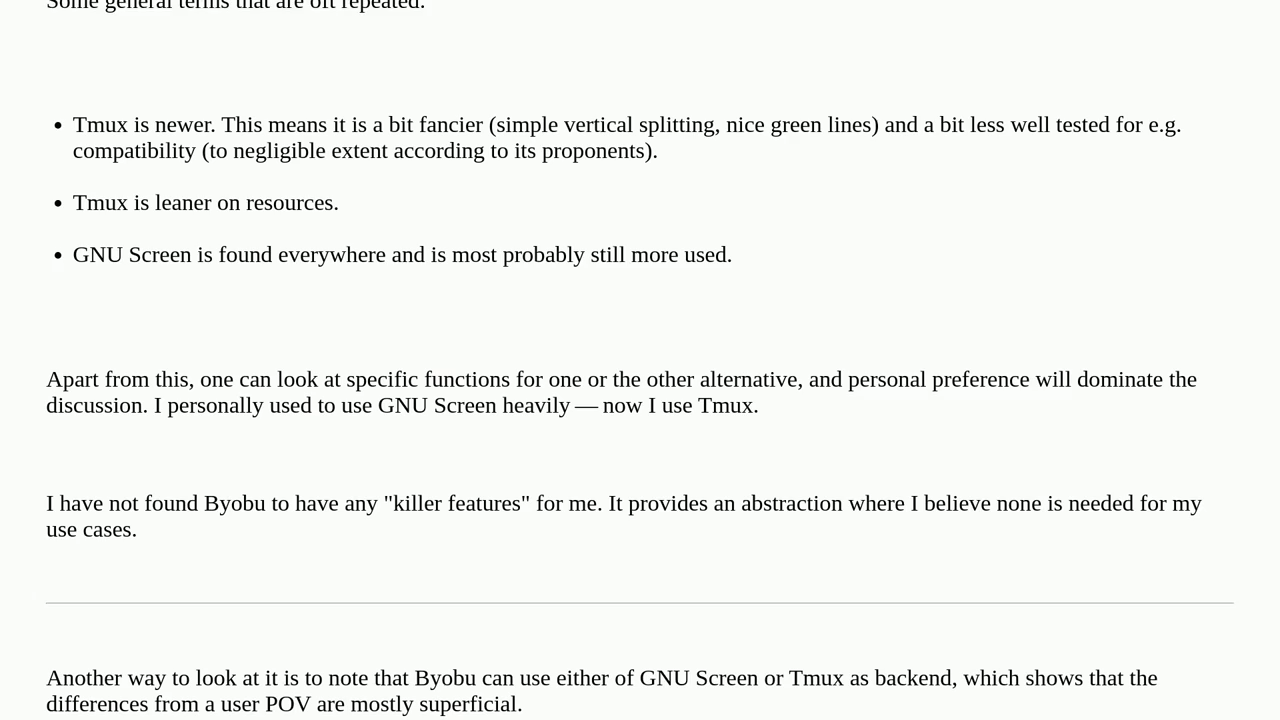 Some general terms that are oft repeated:
Tmux is newer. This means it is a bit fancier (simple vertical splitting, nice green lines) and a bit less well tested for e.g.
compatibility (to negligible extent according to its proponents).
Tmux is leaner on resources.
GNU Screen is found everywhere and is most probably still more used.
Apart from this, one can look at specific functions for one or the other alternative, and personal preference will dominate the
discussion. I personally used to use GNU Screen heavily — now I use Tmux.
I have not found Byobu to have any "killer features" for me. It provides an abstraction where I believe none is needed for my
use cases.
Another way to look at it is to note that Byobu can use either of GNU Screen or Tmux as backend, which shows that the
differences from a user POV are mostly superficial.